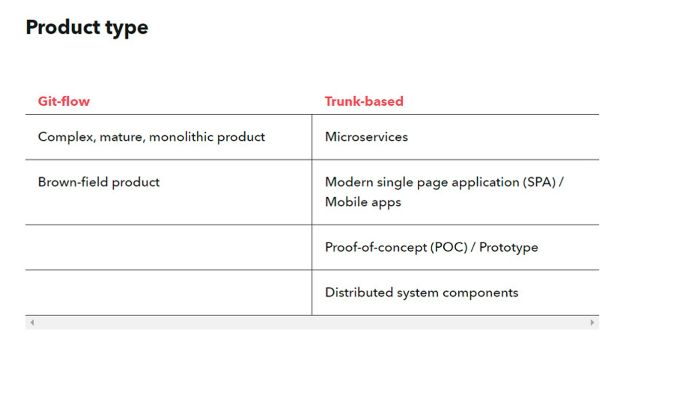 Product type
Git-flow
Trunk-based
Complex, mature, monolithic product
Microservices
Brown-field product
Modern single page application (SPA) /
Mobile apps
Proof-of-concept (POC) / Prototype
Distributed system components